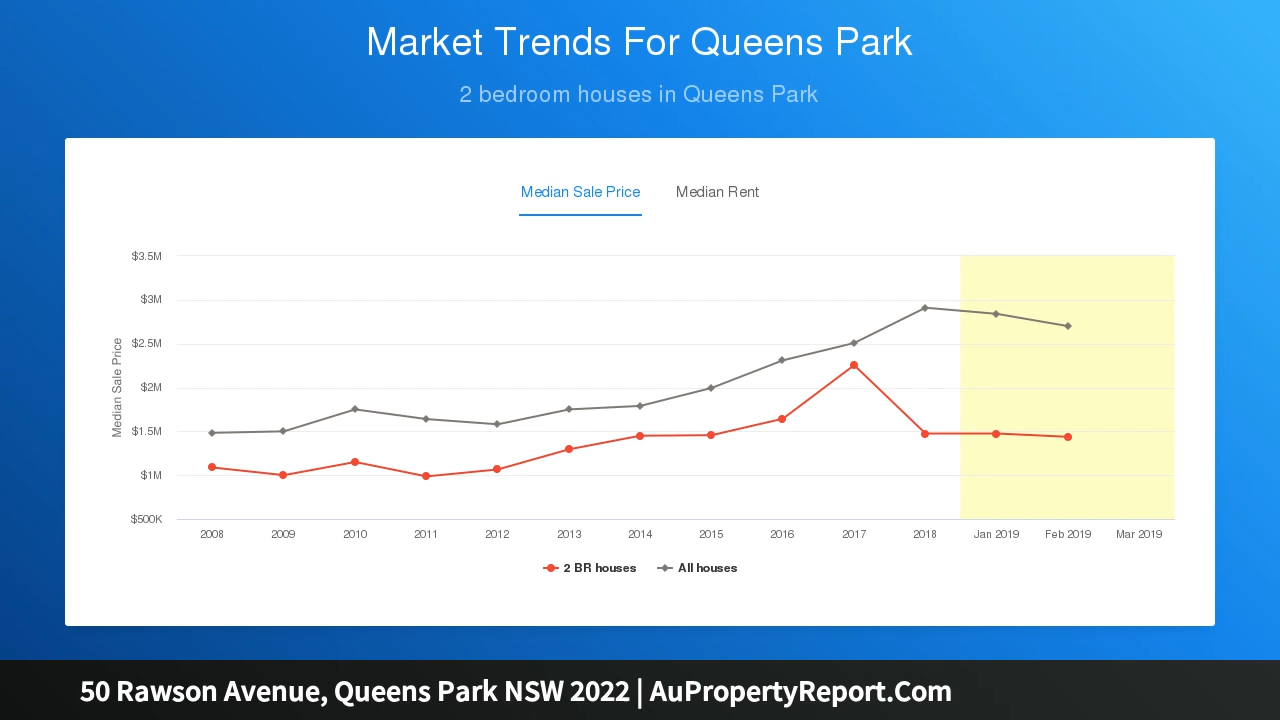 Market Trends For Queens Park
2 bedroom houses in Queens Park
Median Sale Price Median Rent
Median Sale Price
$3.5M
$3M
$2.5M
$2M
$1.5M
$1M
$500K
2008 2009 2010 2011 2012 2013 2014 2015 2016 2017 2018 Jan 2019 Feb 2019 Mar 2019
2 BR houses All houses
50 Rawson Avenue, Queens Park NSW 2022 | AuPropertyReport.Com